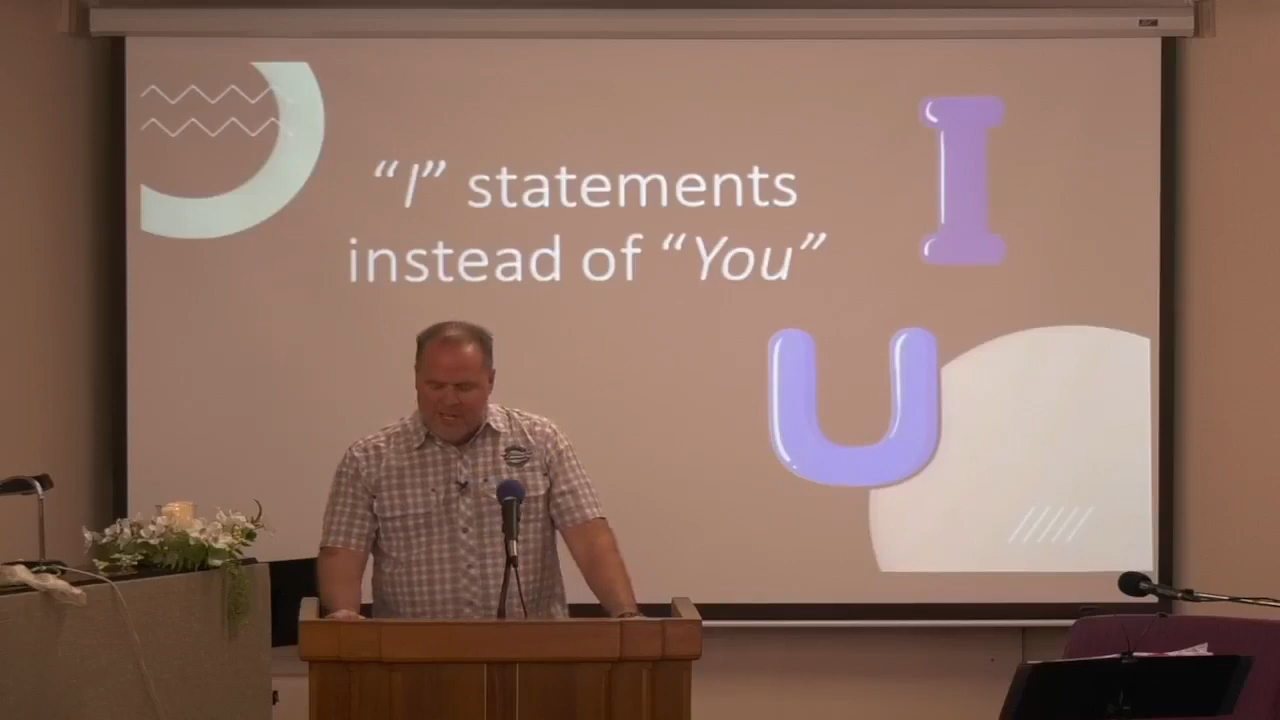 “I” statements
instead of “You”
I
U